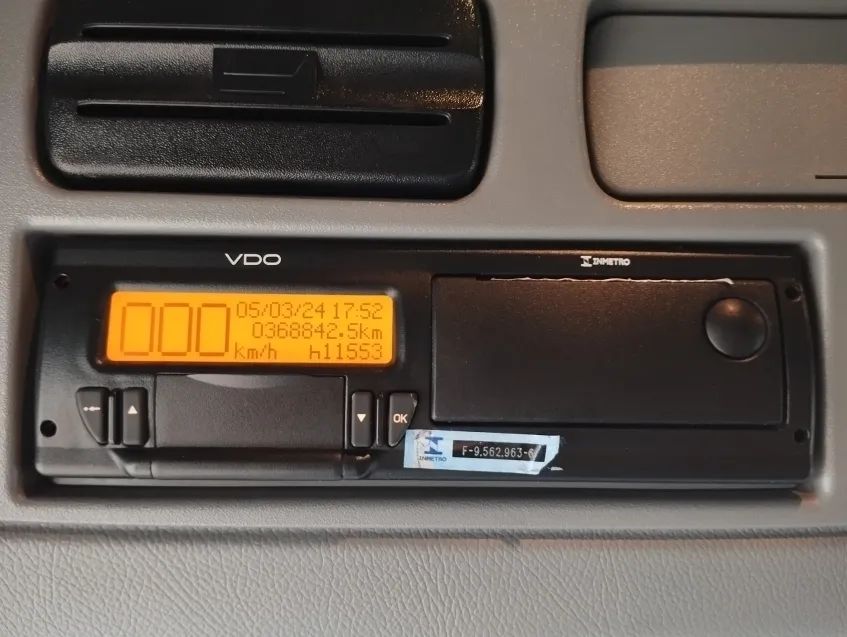 VDO
INMETRO
000
05/03/24 17:52
0368842.5km
km/h h11553
OK
INMETRO
F-9.562.963-6